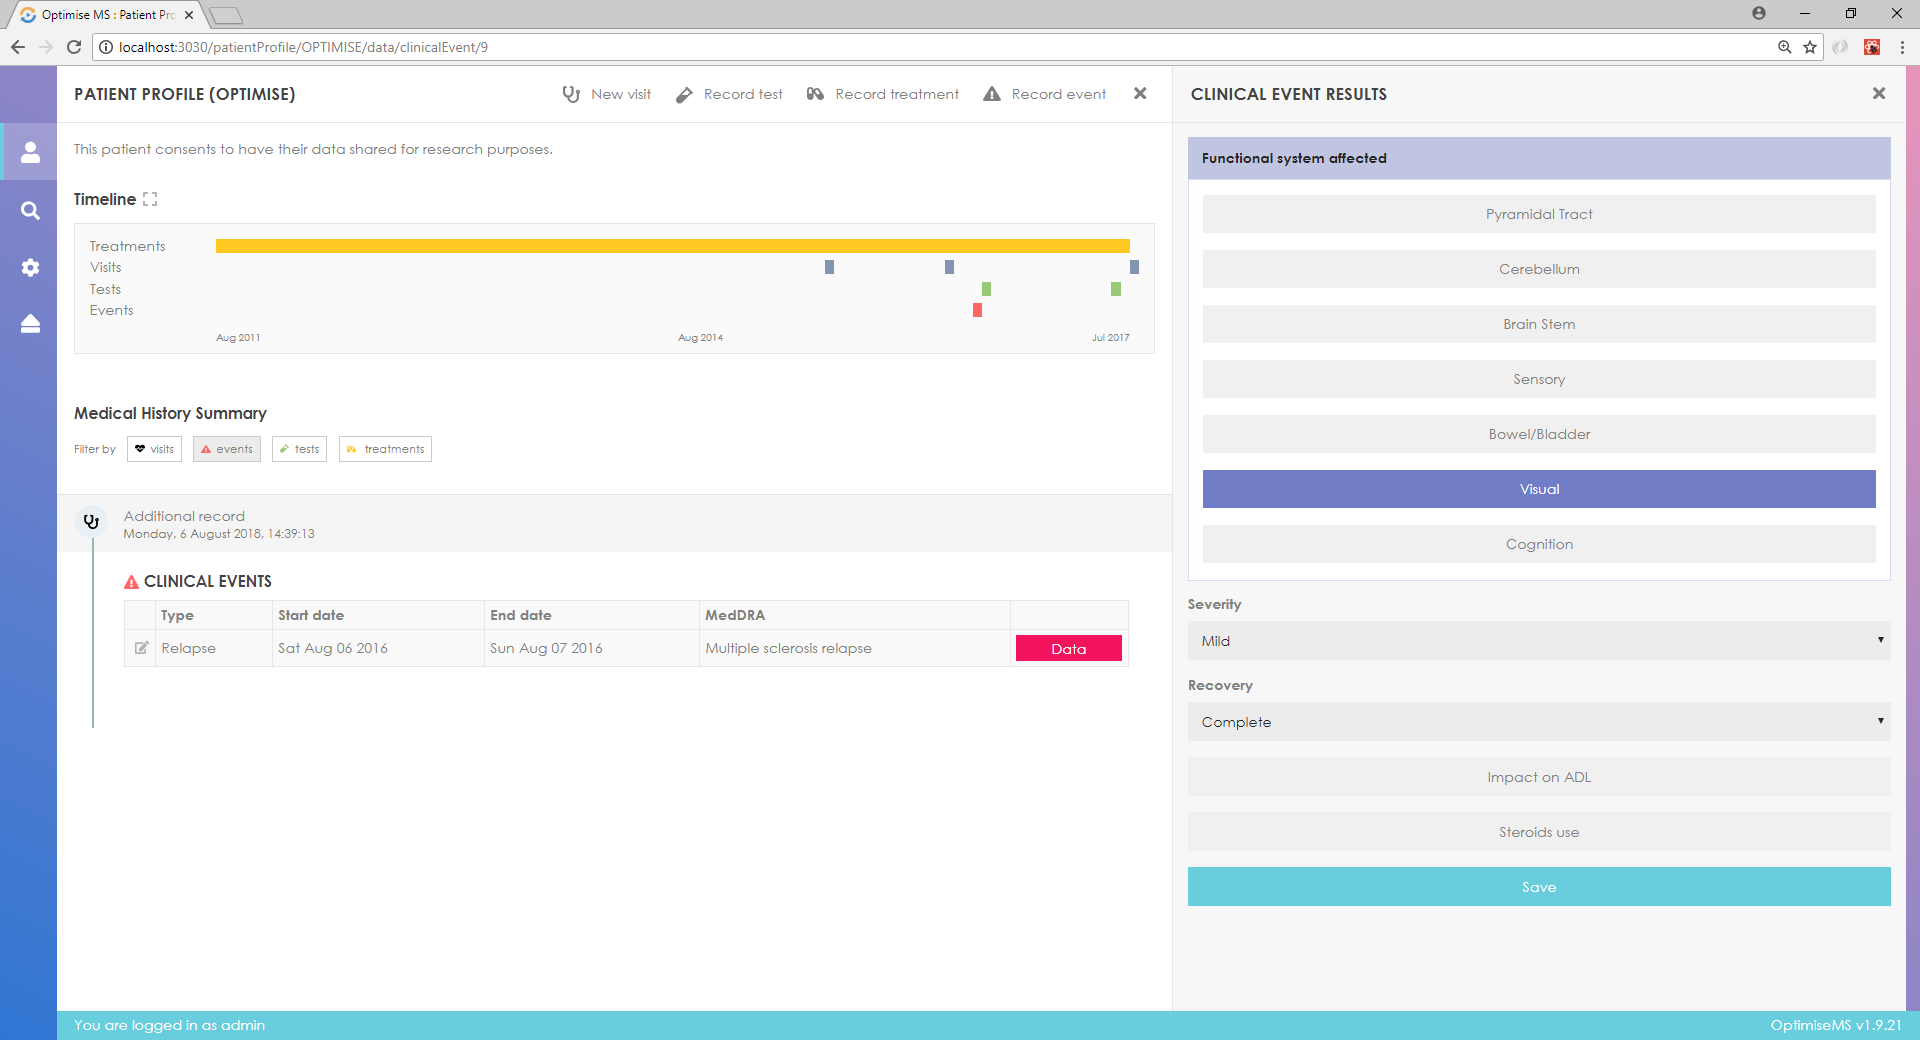 Optimise MS : Patient Pro
localhost:3030/patientProfile/OPTIMISE/data/clinicalEvent/9
PATIENT PROFILE (OPTIMISE)
New visit
Record test
Record treatment
Record event
This patient consents to have their data shared for research purposes.
Timeline
Treatments
Visits
Tests
Events
Aug 2011
Aug 2014
Jul 2017
Medical History Summary
Filter by
visits
events
tests
treatments
Additional record
Monday, 6 August 2018, 14:39:13
CLINICAL EVENTS
Type Start date End date MedDRA
Relapse Sat Aug 06 2016 Sun Aug 07 2016 Multiple sclerosis relapse Data
CLINICAL EVENT RESULTS
Functional system affected
Pyramidal Tract
Cerebellum
Brain Stem
Sensory
Bowel/Bladder
Visual
Cognition
Severity
Mild
Recovery
Complete
Impact on ADL
Steroids use
Save
You are logged in as admin
OptimiseMS v1.9.21